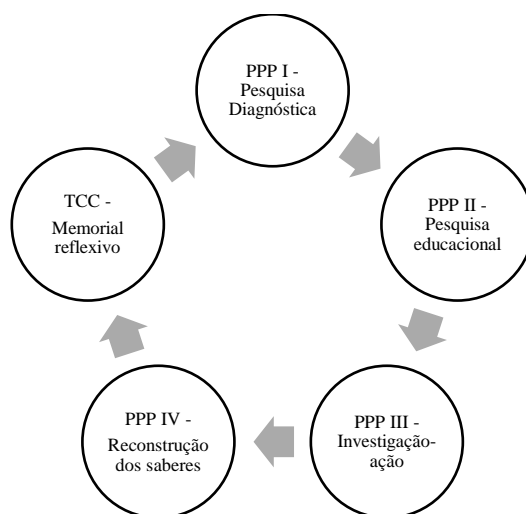 PPP I -
Pesquisa
Diagnóstica
PPP II -
Pesquisa
educacional
PPP III -
Investigação-
ação
PPP IV -
Reconstrução
dos saberes
TCC -
Memorial
reflexivo